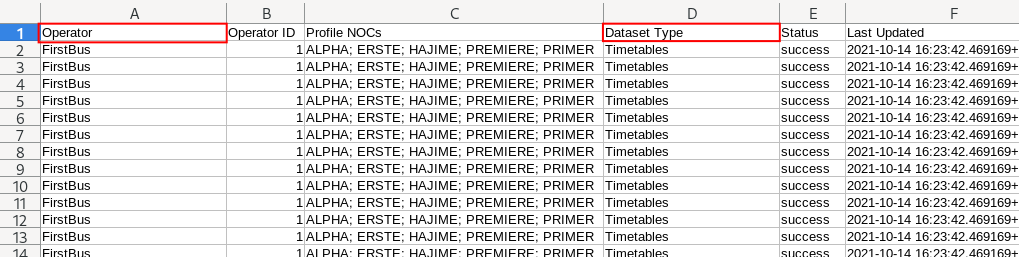 A B C D E F
1 Operator Operator ID Profile NOCs Dataset Type Status Last Updated
2 FirstBus 1 ALPHA; ERSTE; HAJIME; PREMIERE; PRIMER Timetables success 2021-10-14 16:23:42.469169+
3 FirstBus 1 ALPHA; ERSTE; HAJIME; PREMIERE; PRIMER Timetables success 2021-10-14 16:23:42.469169+
4 FirstBus 1 ALPHA; ERSTE; HAJIME; PREMIERE; PRIMER Timetables success 2021-10-14 16:23:42.469169+
5 FirstBus 1 ALPHA; ERSTE; HAJIME; PREMIERE; PRIMER Timetables success 2021-10-14 16:23:42.469169+
6 FirstBus 1 ALPHA; ERSTE; HAJIME; PREMIERE; PRIMER Timetables success 2021-10-14 16:23:42.469169+
7 FirstBus 1 ALPHA; ERSTE; HAJIME; PREMIERE; PRIMER Timetables success 2021-10-14 16:23:42.469169+
8 FirstBus 1 ALPHA; ERSTE; HAJIME; PREMIERE; PRIMER Timetables success 2021-10-14 16:23:42.469169+
9 FirstBus 1 ALPHA; ERSTE; HAJIME; PREMIERE; PRIMER Timetables success 2021-10-14 16:23:42.469169+
10 FirstBus 1 ALPHA; ERSTE; HAJIME; PREMIERE; PRIMER Timetables success 2021-10-14 16:23:42.469169+
11 FirstBus 1 ALPHA; ERSTE; HAJIME; PREMIERE; PRIMER Timetables success 2021-10-14 16:23:42.469169+
12 FirstBus 1 ALPHA; ERSTE; HAJIME; PREMIERE; PRIMER Timetables success 2021-10-14 16:23:42.469169+
13 FirstBus 1 ALPHA; ERSTE; HAJIME; PREMIERE; PRIMER Timetables success 2021-10-14 16:23:42.469169+
14 FirstBus 1 ALPHA; ERSTE; HAJIME; PREMIERE; PRIMER Timetables success 2021-10-14 16:23:42.469169+